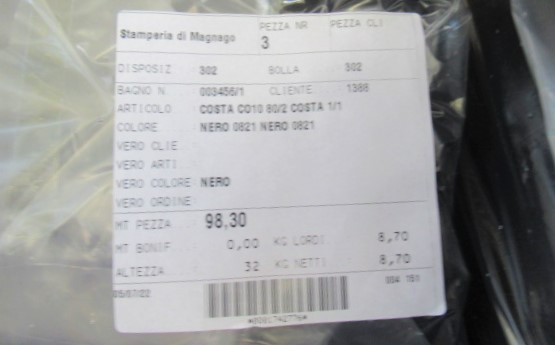 Stamperia di Magnago PEZZA NR 3 PEZZA CLI
DISPOSIZ 302 BOLLA 302
BAGNO N. 003456/1 CLIENTE 1388
ARTICOLO COSTA CO10 80/2 COSTA 1/1
COLORE NERO 0821 NERO 0821
VERO CLIE
VERO ARTI
VERO COLORE NERO
VERO ORDINE
MT PEZZA 98,30
MT BONIF 0,00 KG LORDI 8,70
ALTEZZA 32 KG NETTI 8,70
05/07/22